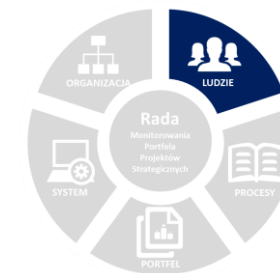 ORGANIZACJA
LUDZIE
Rada
Monitorowania
Portfela
Projektów
Strategicznych
SYSTEM
PROCESY
PORTFEL